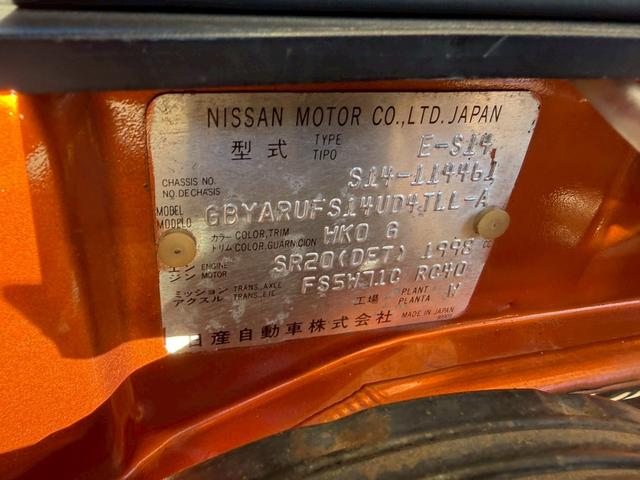 NISSAN MOTOR CO.,LTD. JAPAN
型式 TYPE TIPO E-S14
CHASSIS NO. NO.DE CHASIS S14-114461
MODEL MODELO GBYARUFS14UD4TLL-A
カラー トリム COLOR,TRIM COLOR,GUARNICION WK0 G
エンジン ENGINE MOTOR SR20(DET) 1998 cc
ミッション アクスル TRANS.,AXLE TRANS.,EJE FS5W71C RC40
工場 PLANT PLANTA W
日産自動車株式会社 MADE IN JAPAN